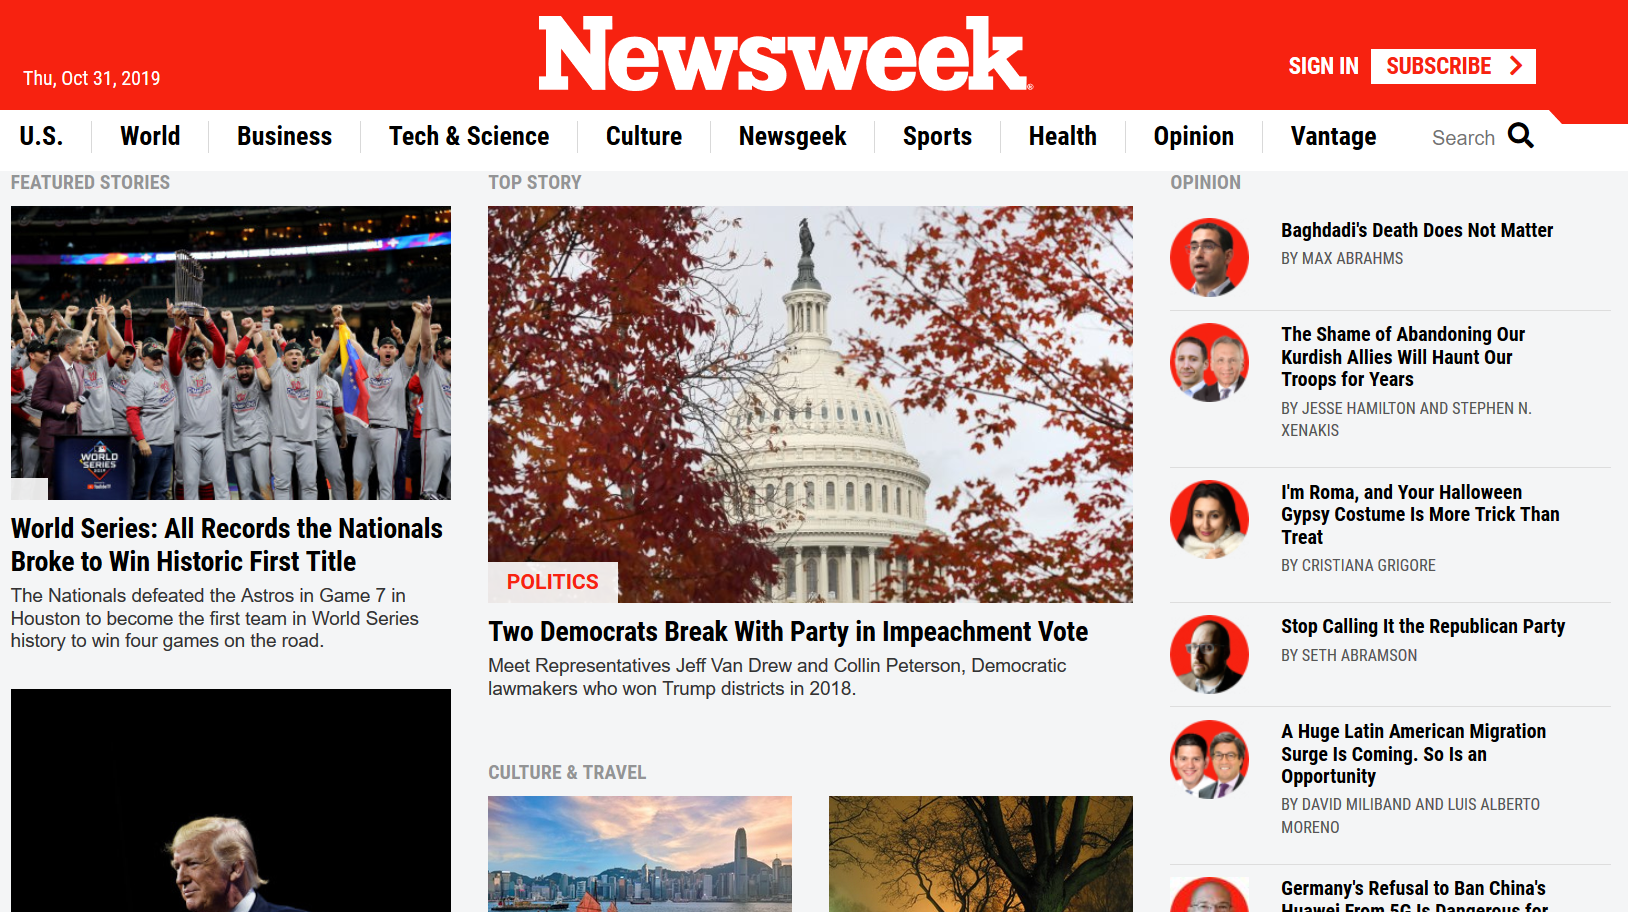 Newsweek
Thu, Oct 31, 2019
SIGN IN
SUBSCRIBE
U.S.
World
Business
Tech & Science
Culture
Newsgeek
Sports
Health
Opinion
Vantage
Search
FEATURED STORIES
WORLD
SERIES
World Series: All Records the Nationals
Broke to Win Historic First Title
The Nationals defeated the Astros in Game 7 in
Houston to become the first team in World Series
history to win four games on the road.
TOP STORY
POLITICS
Two Democrats Break With Party in Impeachment Vote
Meet Representatives Jeff Van Drew and Collin Peterson, Democratic
lawmakers who won Trump districts in 2018.
CULTURE & TRAVEL
OPINION
Baghdadi's Death Does Not Matter
BY MAX ABRAHMS
The Shame of Abandoning Our
Kurdish Allies Will Haunt Our
Troops for Years
BY JESSE HAMILTON AND STEPHEN N.
XENAKIS
I'm Roma, and Your Halloween
Gypsy Costume Is More Trick Than
Treat
BY CRISTIANA GRIGORE
Stop Calling It the Republican Party
BY SETH ABRAMSON
A Huge Latin American Migration
Surge Is Coming. So Is an
Opportunity
BY DAVID MILIBAND AND LUIS ALBERTO
MORENO
Germany's Refusal to Ban China's
Huawei From 5G Is Dangerous for